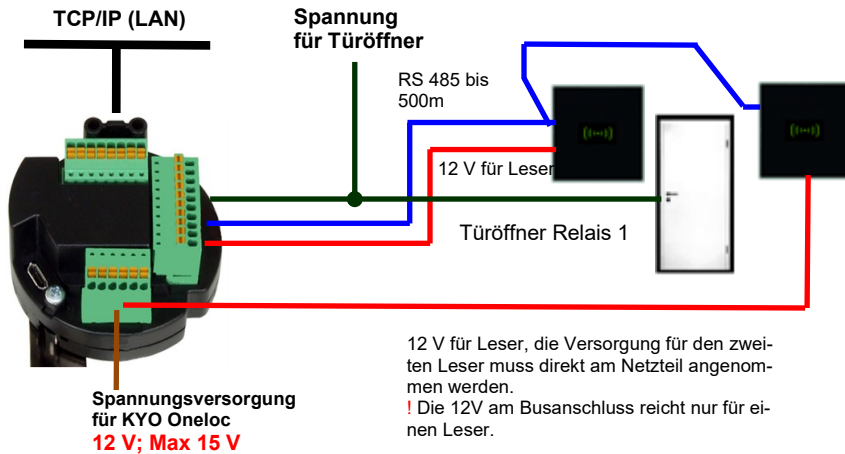 TCP/IP (LAN)
Spannung
für Türöffner
RS 485 bis
500m
12 V für Leser
Türöffner Relais 1
12 V für Leser, die Versorgung für den zwei-
ten Leser muss direkt am Netzteil angenom-
men werden.
! Die 12V am Busanschluss reicht nur für ei-
nen Leser.
Spannungsversorgung
für KYO Oneloc
12 V; Max 15 V